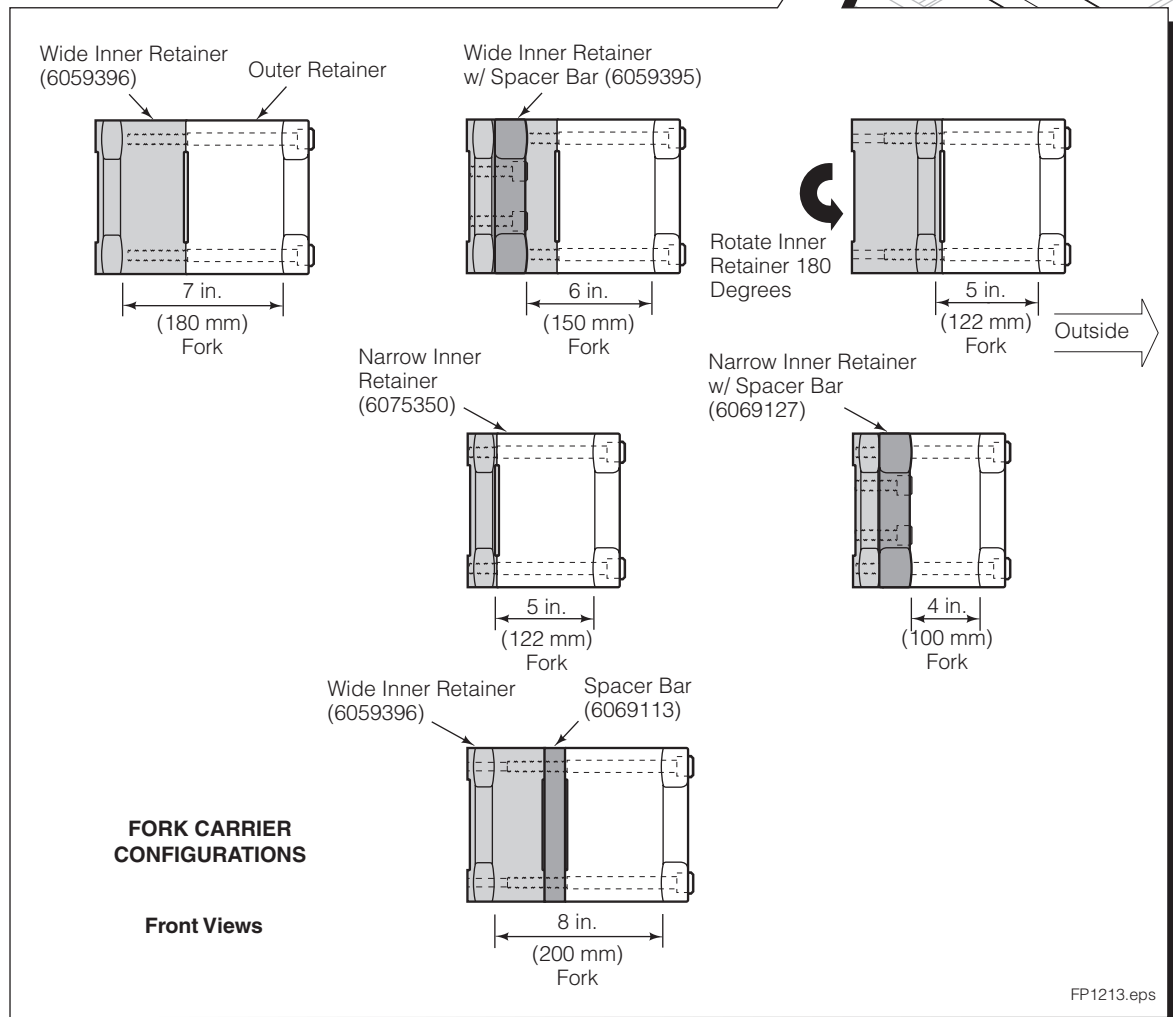 Wide Inner Retainer
(6059396)
Outer Retainer
Wide Inner Retainer
w/ Spacer Bar (6059395)
Rotate Inner
Retainer 180
Degrees
7 in.
(180 mm)
Fork
6 in.
(150 mm)
Fork
5 in.
(122 mm)
Fork
Outside
Narrow Inner
Retainer
(6075350)
Narrow Inner Retainer
w/ Spacer Bar
(6069127)
5 in.
(122 mm)
Fork
4 in.
(100 mm)
Fork
Wide Inner Retainer
(6059396)
Spacer Bar
(6069113)
FORK CARRIER
CONFIGURATIONS
Front Views
8 in.
(200 mm)
Fork
FP1213.eps